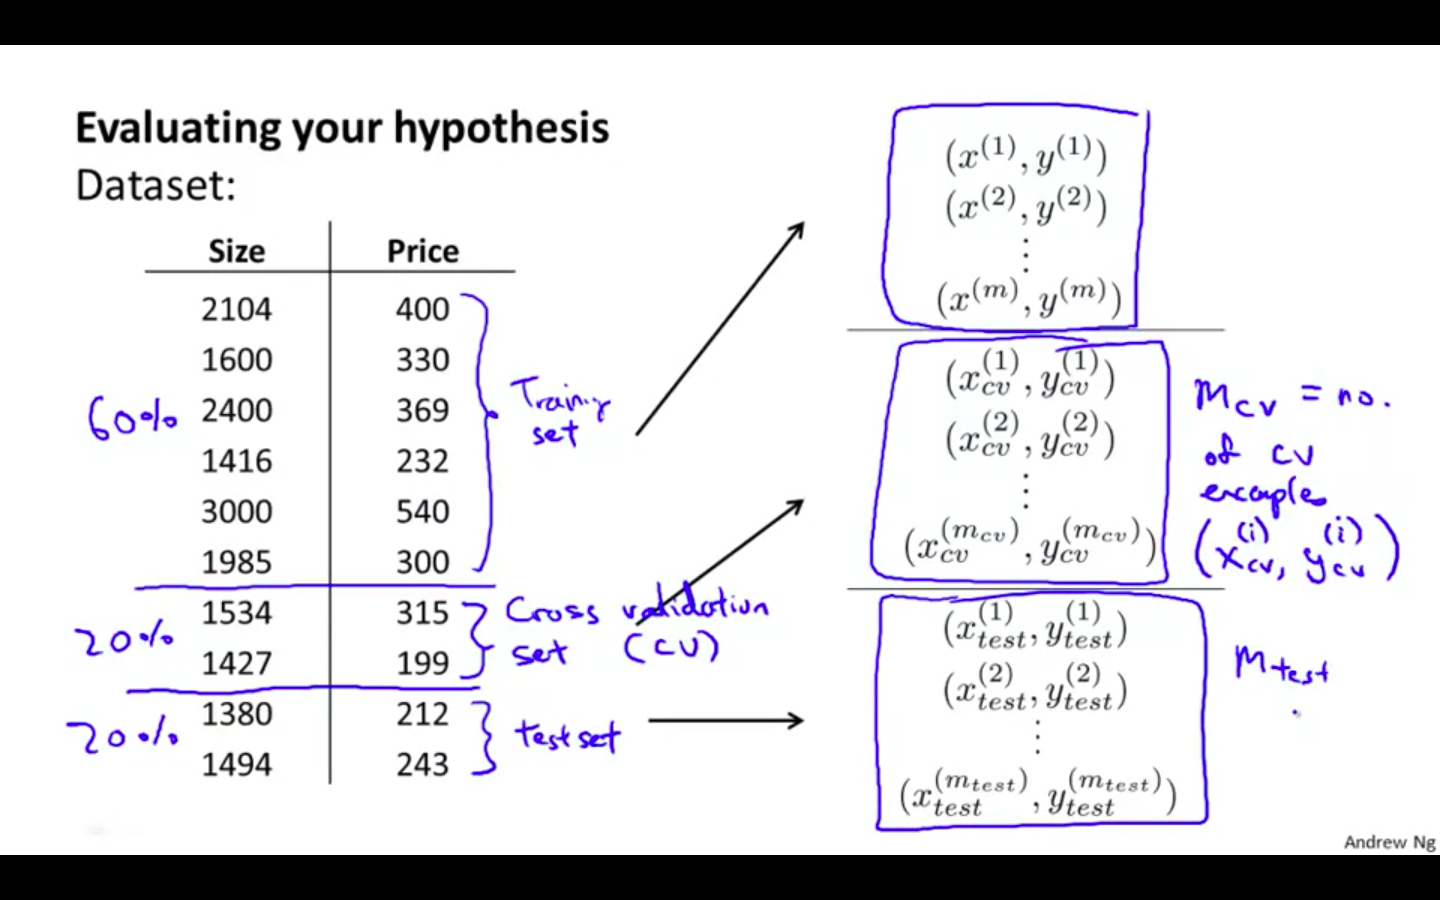 Evaluating your hypothesis
Dataset:
Size Price
2104 400
1600 330
2400 369
1416 232
3000 540
1985 300
1534 315
1427 199
1380 212
1494 243
60%
20%
20%
Training
set
Cross validation
set (CV)
test set
(x^{(1)}, y^{(1)})
(x^{(2)}, y^{(2)})
⋮
(x^{(m)}, y^{(m)})
(x_{cv}^{(1)}, y_{cv}^{(1)})
(x_{cv}^{(2)}, y_{cv}^{(2)})
⋮
(x_{cv}^{(m_{cv})}, y_{cv}^{(m_{cv})})
(x_{test}^{(1)}, y_{test}^{(1)})
(x_{test}^{(2)}, y_{test}^{(2)})
⋮
(x_{test}^{(m_{test})}, y_{test}^{(m_{test})})
m_{cv} = no.
of cv
examples
(x_{cv}^{(i)}, y_{cv}^{(i)})
m_{test}
Andrew Ng